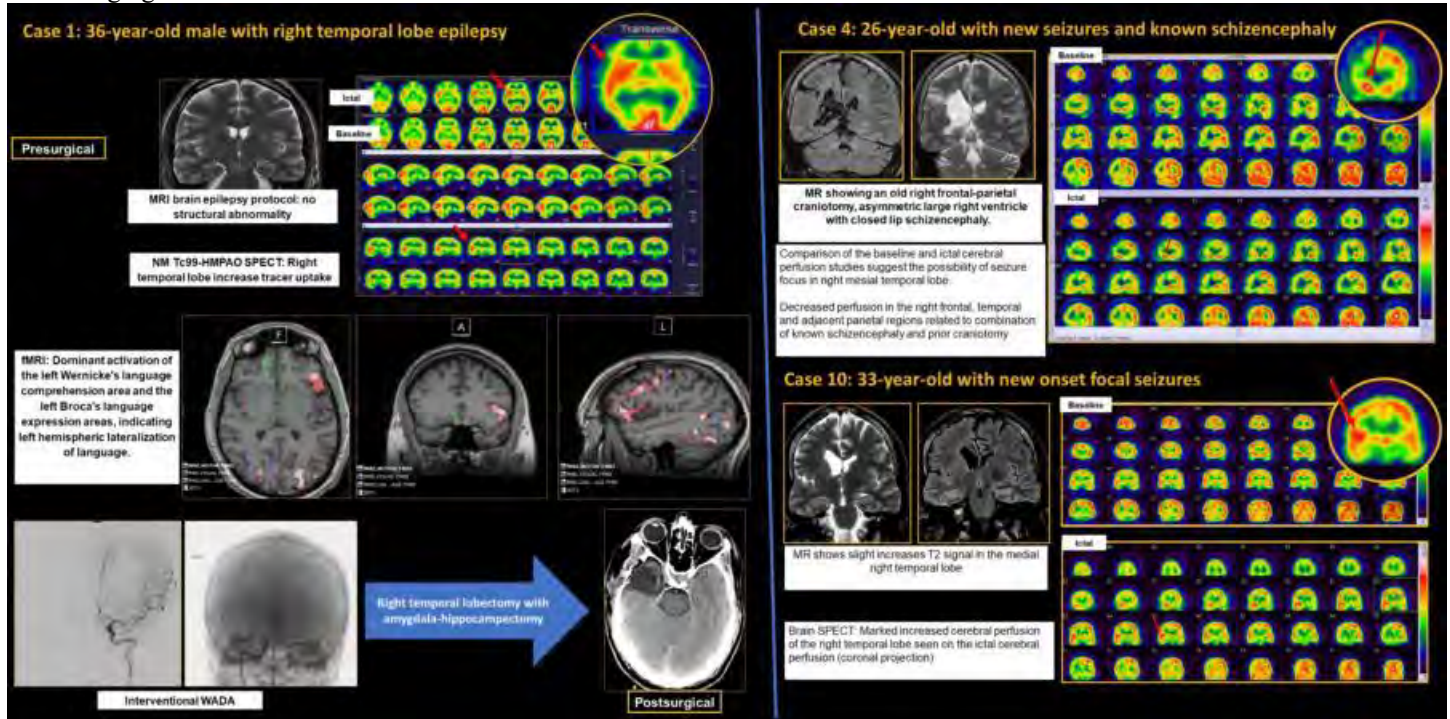 Case 1: 36-year-old male with right temporal lobe epilepsy
Transversal
Ictal
Baseline
Presurgical
MRI brain epilepsy protocol: no
structural abnormality
NM Tc99-HMPAO SPECT: Right
temporal lobe increase tracer uptake
fMRI: Dominant activation of
the left Wernicke's language
comprehension area and the
left Broca's language
expression areas, indicating
left hemispheric lateralization
of language.
F
A
L
Interventional WADA
Right temporal lobectomy with
amygdala-hippocampectomy
Postsurgical
Case 4: 26-year-old with new seizures and known schizencephaly
Baseline
MR showing an old right frontal-parietal
craniotomy, asymmetric large right ventricle
with closed lip schizencephaly.
Ictal
Comparison of the baseline and ictal cerebral
perfusion studies suggest the possibility of seizure
focus in right mesial temporal lobe
Decreased perfusion in the right frontal, temporal
and adjacent parietal regions related to combination
of known schizencephaly and prior craniotomy
Case 10: 33-year-old with new onset focal seizures
Baseline
MR shows slight increases T2 signal in the medial
right temporal lobe
Ictal
Brain SPECT: Marked increased cerebral perfusion
of the right temporal lobe seen on the ictal cerebral
perfusion (coronal projection)